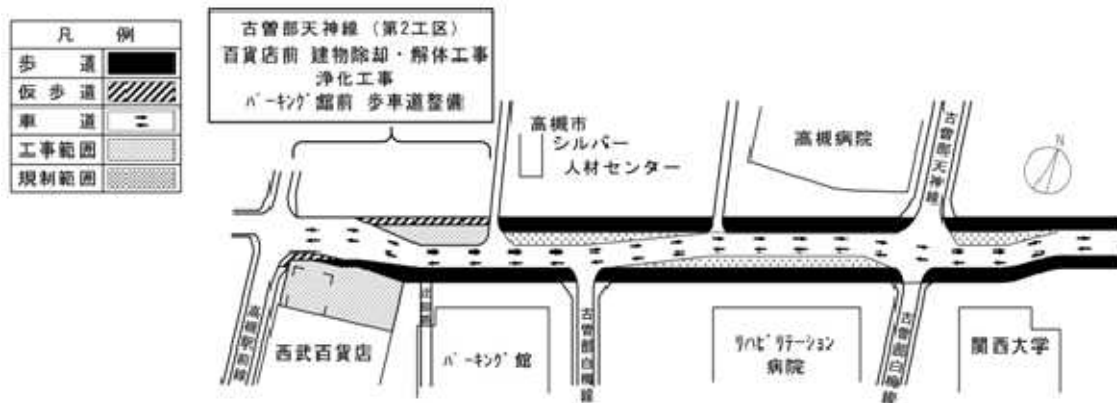 凡 例
歩 道
仮 歩 道
車 道
工事範囲
規制範囲
古曽部天神線（第2工区）
百貨店前 建物除却・解体工事
浄化工事
パーキング館前 歩車道整備
高槻市
シルバー
人材センター
高槻病院
古曽部天神線
N
西武百貨店
パーキング館
古曽部白梅線
リハビリテーション
病院
古曽部白梅線
関西大学